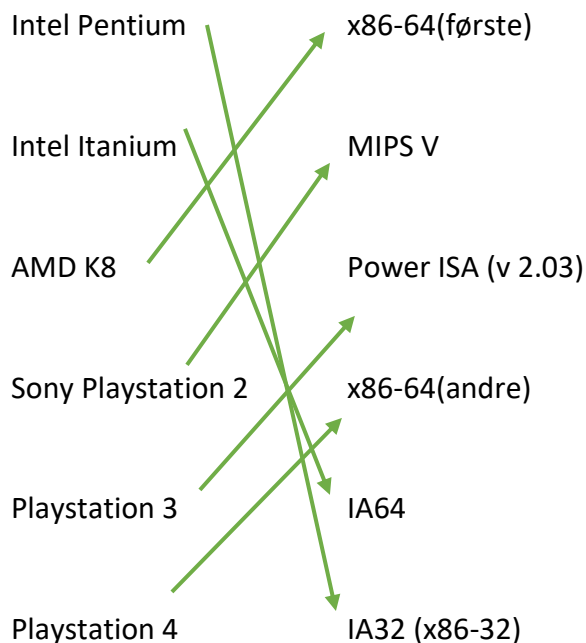 Intel Pentium x86-64(første)
Intel Itanium MIPS V
AMD K8 Power ISA (v 2.03)
Sony Playstation 2 x86-64(andre)
Playstation 3 IA64
Playstation 4 IA32 (x86-32)